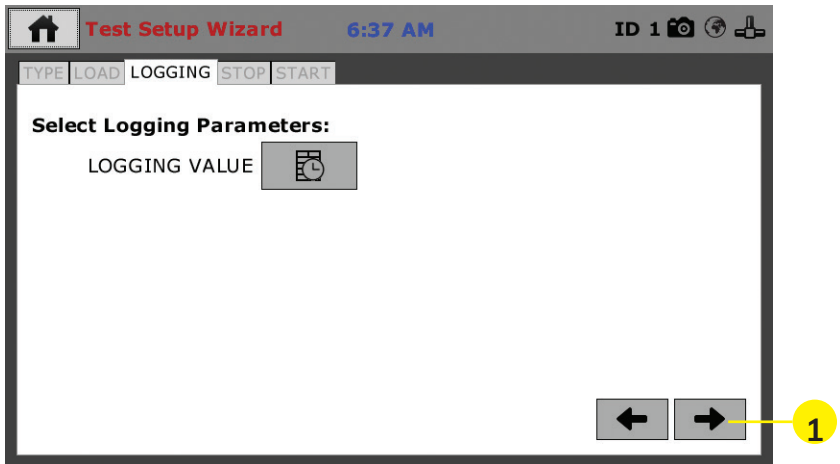 Test Setup Wizard 6:37 AM ID 1
TYPE LOAD LOGGING STOP START
Select Logging Parameters:
LOGGING VALUE
1